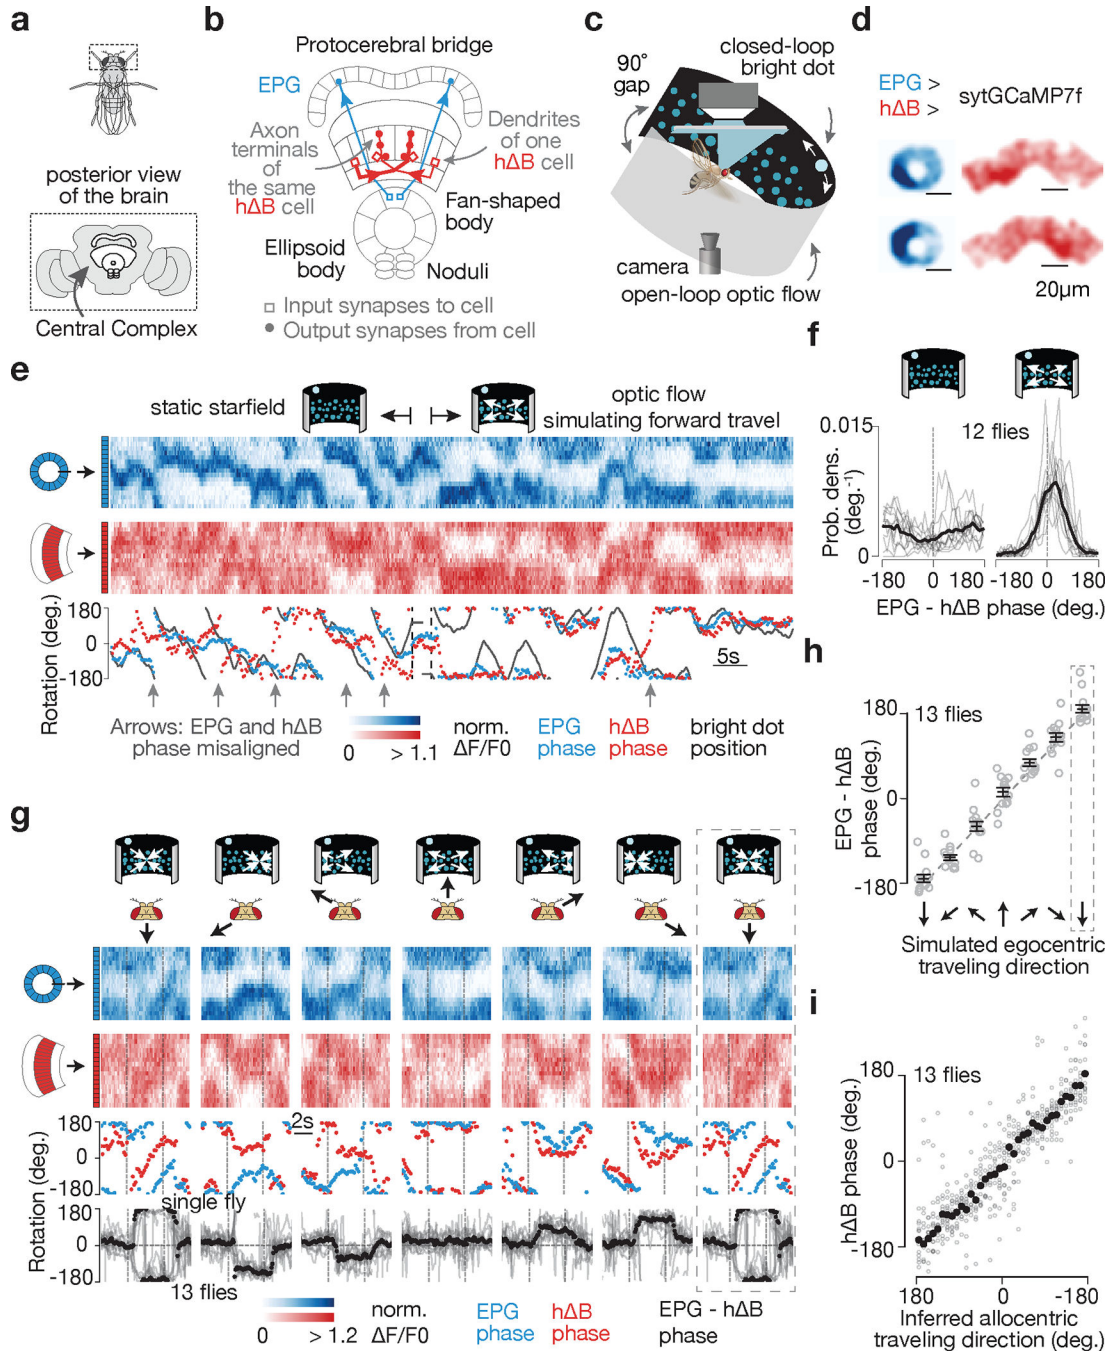 a
posterior view
of the brain
Central Complex
b
Protocerebral bridge
EPG
Axon
terminals of
the same
hΔB cell
Dendrites
of one
hΔB cell
Fan-shaped
body
Ellipsoid
body
Noduli
Input synapses to cell
Output synapses from cell
c
closed-loop
bright dot
90°
gap
camera
open-loop optic flow
d
EPG >
hΔB >
sytGCaMP7f
20µm
e
static starfield
optic flow
simulating forward travel
Rotation (deg.)
180
0
-180
5s
Arrows: EPG and hΔB
phase misaligned
0
> 1.1
norm.
ΔF/F0
EPG
phase
hΔB
phase
bright dot
position
f
Prob. dens.
(deg.⁻¹)
0.015
0
12 flies
-180
0
180
-180
0
180
EPG - hΔB phase (deg.)
g
2s
Rotation (deg.)
180
0
-180
single fly
180
0
-180
13 flies
0
> 1.2
norm.
ΔF/F0
EPG
phase
hΔB
phase
EPG - hΔB
phase
h
EPG - hΔB
phase (deg.)
180
0
-180
13 flies
Simulated egocentric
traveling direction
i
hΔB phase (deg.)
180
0
-180
13 flies
180
0
-180
Inferred allocentric
traveling direction (deg.)